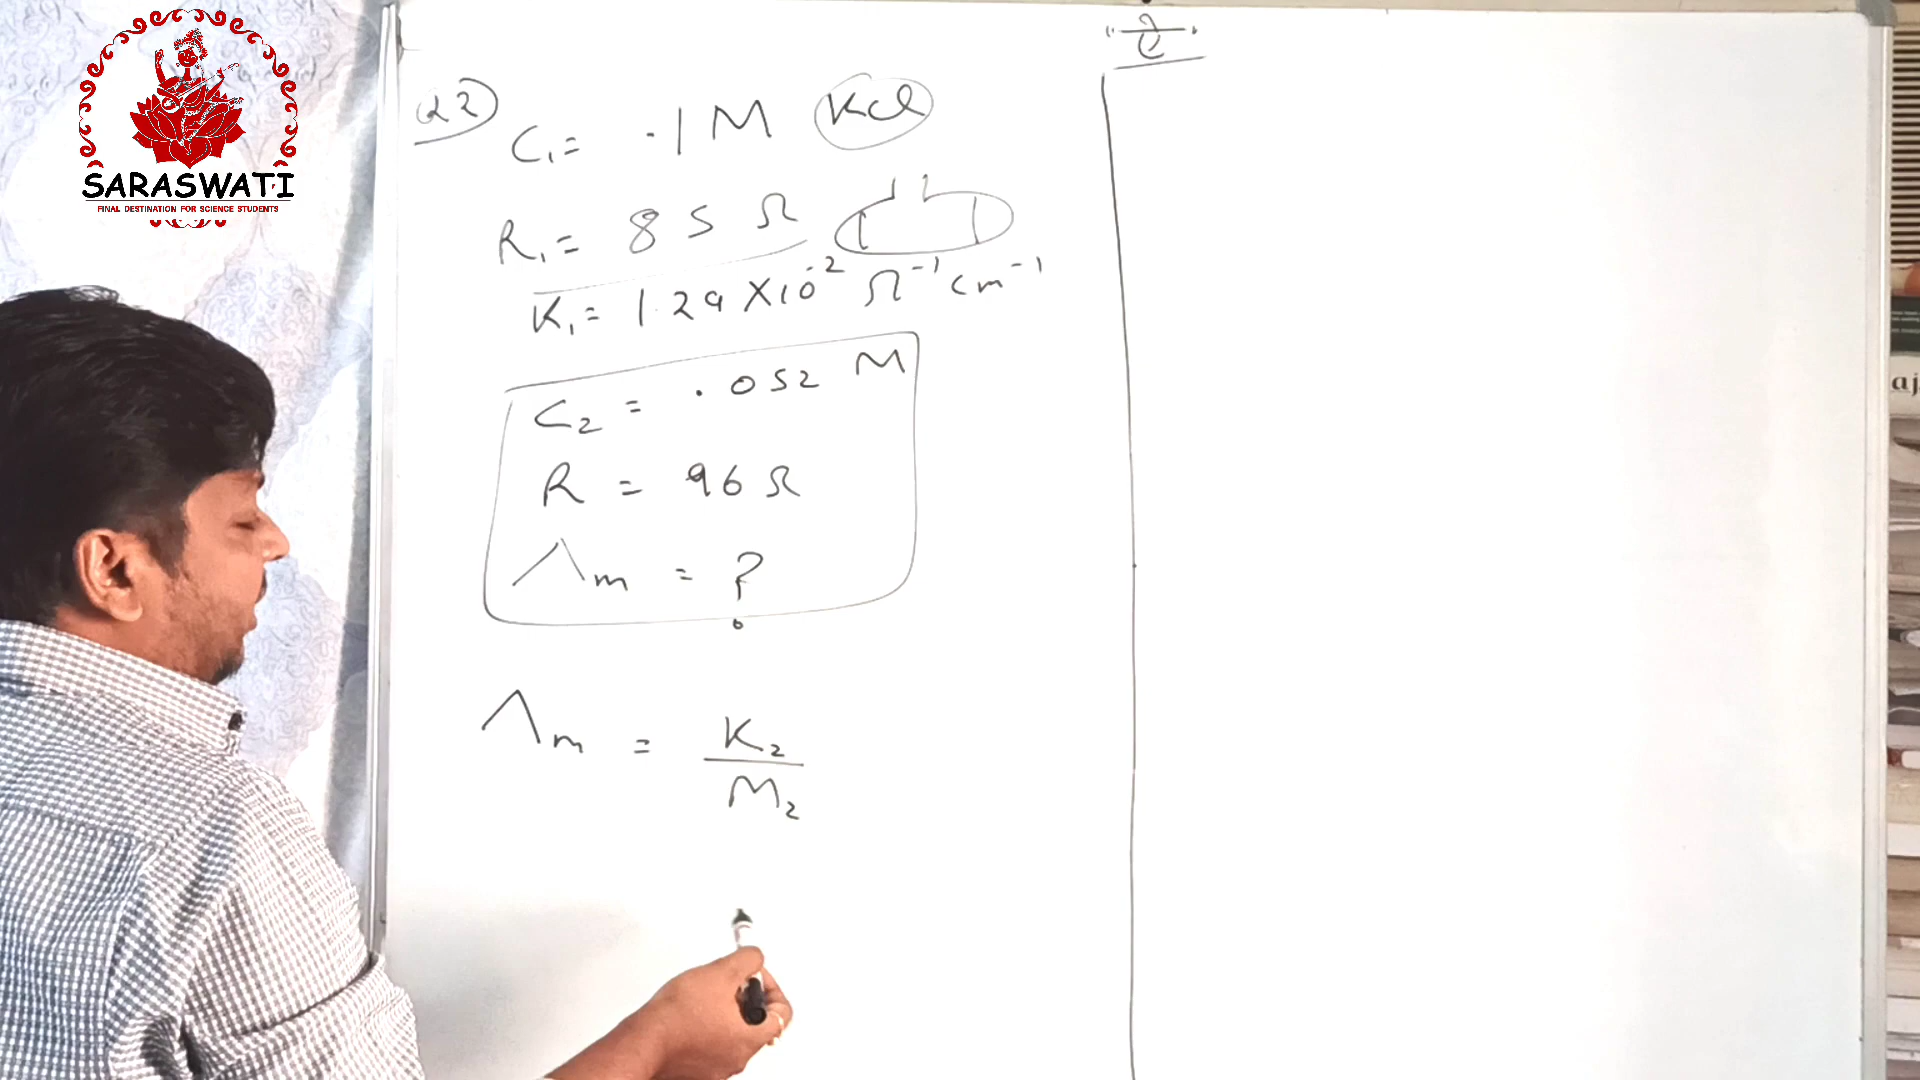 SARASWATI
FINAL DESTINATION FOR SCIENCE STUDENTS
Q2)
C₁ = .1 M KCl
R₁ = 85 Ω
K₁ = 1.29 X10⁻² Ω⁻¹ cm⁻¹
C₂ = .052 M
R = 96 Ω
Λm = ?
Λm = K₂/M₂